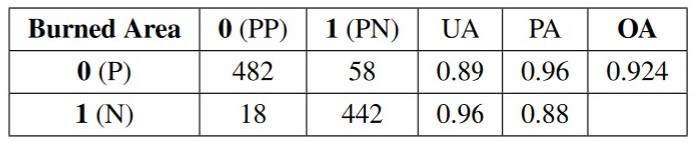 Burned Area 0 (PP) 1 (PN) UA PA OA
0 (P) 482 58 0.89 0.96 0.924
1 (N) 18 442 0.96 0.88